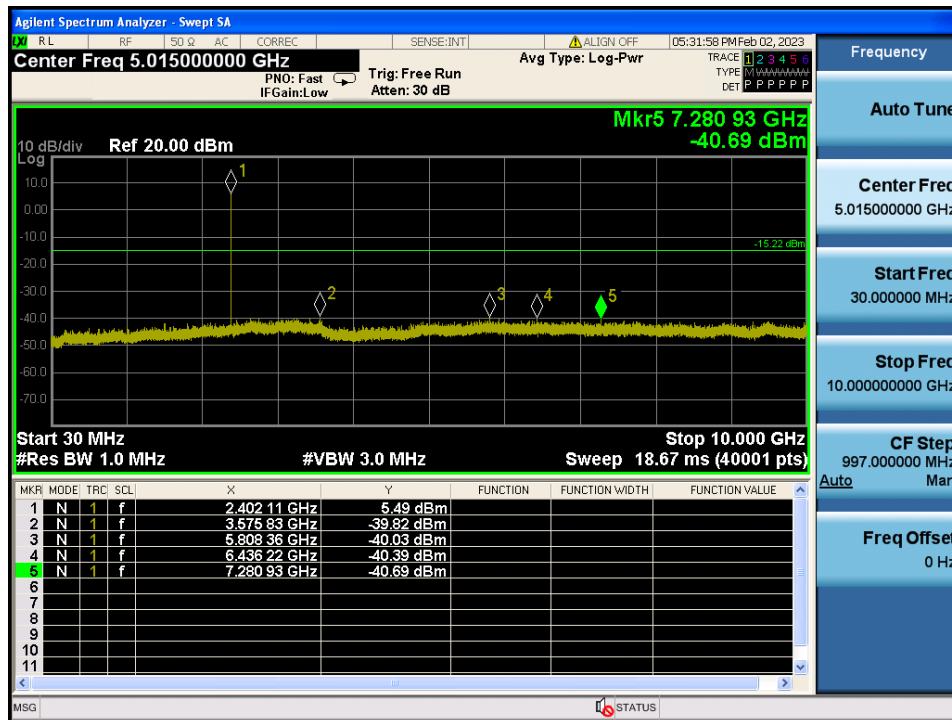 Agilent Spectrum Analyzer - Swept SA
LXI RL RF 50 Ω AC CORREC SENSE:INT ALIGN OFF 05:31:58 PM Feb 02, 2023
Center Freq 5.015000000 GHz
PNO: Fast
IFGain:Low
Trig: Free Run
Atten: 30 dB
Avg Type: Log-Pwr
TRACE 1 2 3 4 5 6
TYPE MWWWWW
DET P P P P P P
Mkr5 7.280 93 GHz
-40.69 dBm
10 dB/div Ref 20.00 dBm
Log
10.0
0.00
-10.0
-20.0
-30.0
-40.0
-50.0
-60.0
-70.0
1
2
3
4
5
-15.22 dBm
Start 30 MHz Stop 10.000 GHz
#Res BW 1.0 MHz #VBW 3.0 MHz Sweep 18.67 ms (40001 pts)
MKR MODE TRC SCL X Y FUNCTION FUNCTION WIDTH FUNCTION VALUE
1 N 1 f 2.402 11 GHz 5.49 dBm
2 N 1 f 3.575 83 GHz -39.82 dBm
3 N 1 f 5.808 36 GHz -40.03 dBm
4 N 1 f 6.436 22 GHz -40.39 dBm
5 N 1 f 7.280 93 GHz -40.69 dBm
6
7
8
9
10
11
MSG STATUS
Frequency
Auto Tune
Center Freq
5.015000000 GHz
Start Freq
30.000000 MHz
Stop Freq
10.000000000 GHz
CF Step
997.000000 MHz
Auto Man
Freq Offset
0 Hz